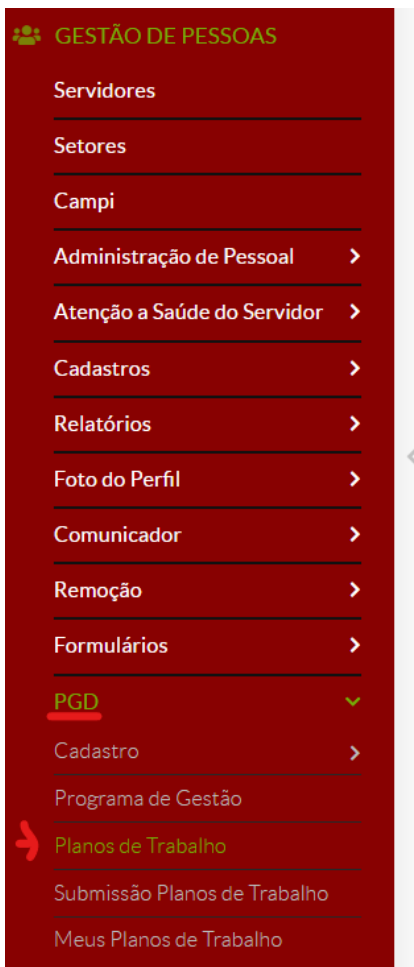 GESTÃO DE PESSOAS
Servidores
Setores
Campi
Administração de Pessoal
Atenção a Saúde do Servidor
Cadastros
Relatórios
Foto do Perfil
Comunicador
Remoção
Formulários
PGD
Cadastro
Programa de Gestão
Planos de Trabalho
Submissão Planos de Trabalho
Meus Planos de Trabalho